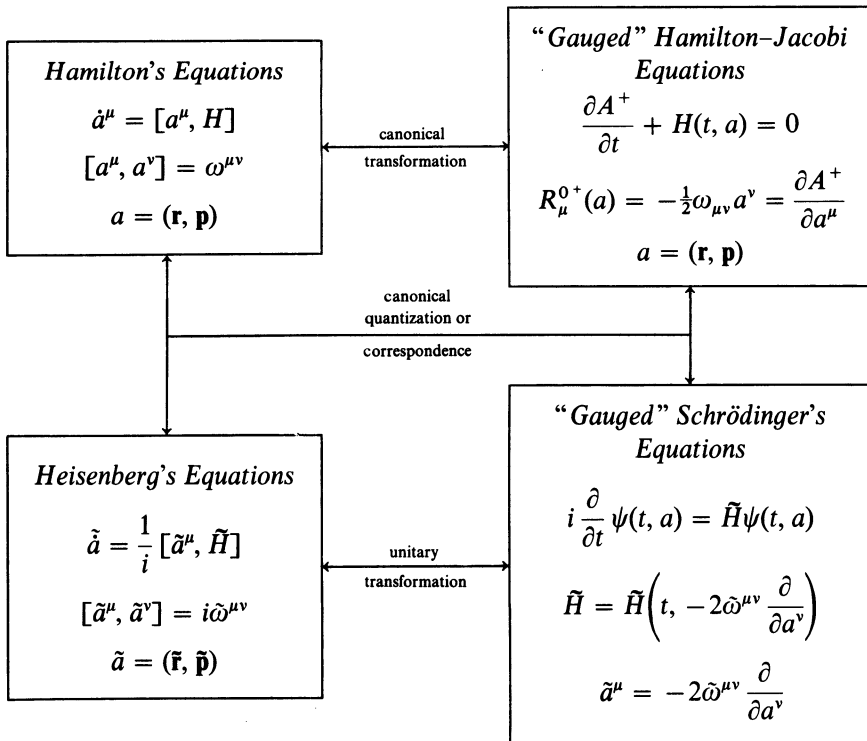 Hamilton's Equations
ȧ^μ = [a^μ, H]
[a^μ, a^ν] = ω^{μν}
a = (r, p)
canonical
transformation
"Gauged" Hamilton–Jacobi
Equations
∂A^+/∂t + H(t, a) = 0
R_μ^{0+}(a) = −½ω_{μν}a^ν = ∂A^+/∂a^μ
a = (r, p)
canonical
quantization or
correspondence
Heisenberg's Equations
ã̇ = 1/i [ã^μ, H̃]
[ã^μ, ã^ν] = iω̃^{μν}
ã = (r̃, p̃)
unitary
transformation
"Gauged" Schrödinger's
Equations
i ∂/∂t ψ(t, a) = H̃ψ(t, a)
H̃ = H̃(t, −2ω̃^{μν} ∂/∂a^ν)
ã^μ = −2ω̃^{μν} ∂/∂a^ν